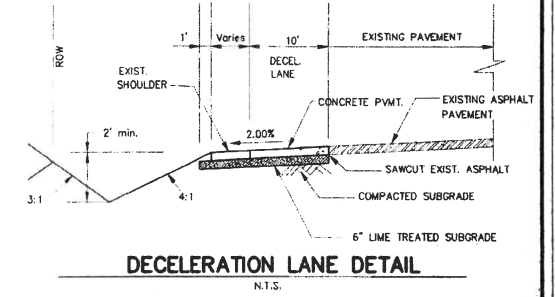 1'
Varies
10'
EXISTING PAVEMENT
ROW
DECEL.
LANE
EXIST.
SHOULDER
CONCRETE PVMT.
EXISTING ASPHALT
PAVEMENT
2.00%
2' min.
6"
SAWCUT EXIST. ASPHALT
3:1
4:1
COMPACTED SUBGRADE
6" LIME TREATED SUBGRADE
DECELERATION LANE DETAIL
N.T.S.